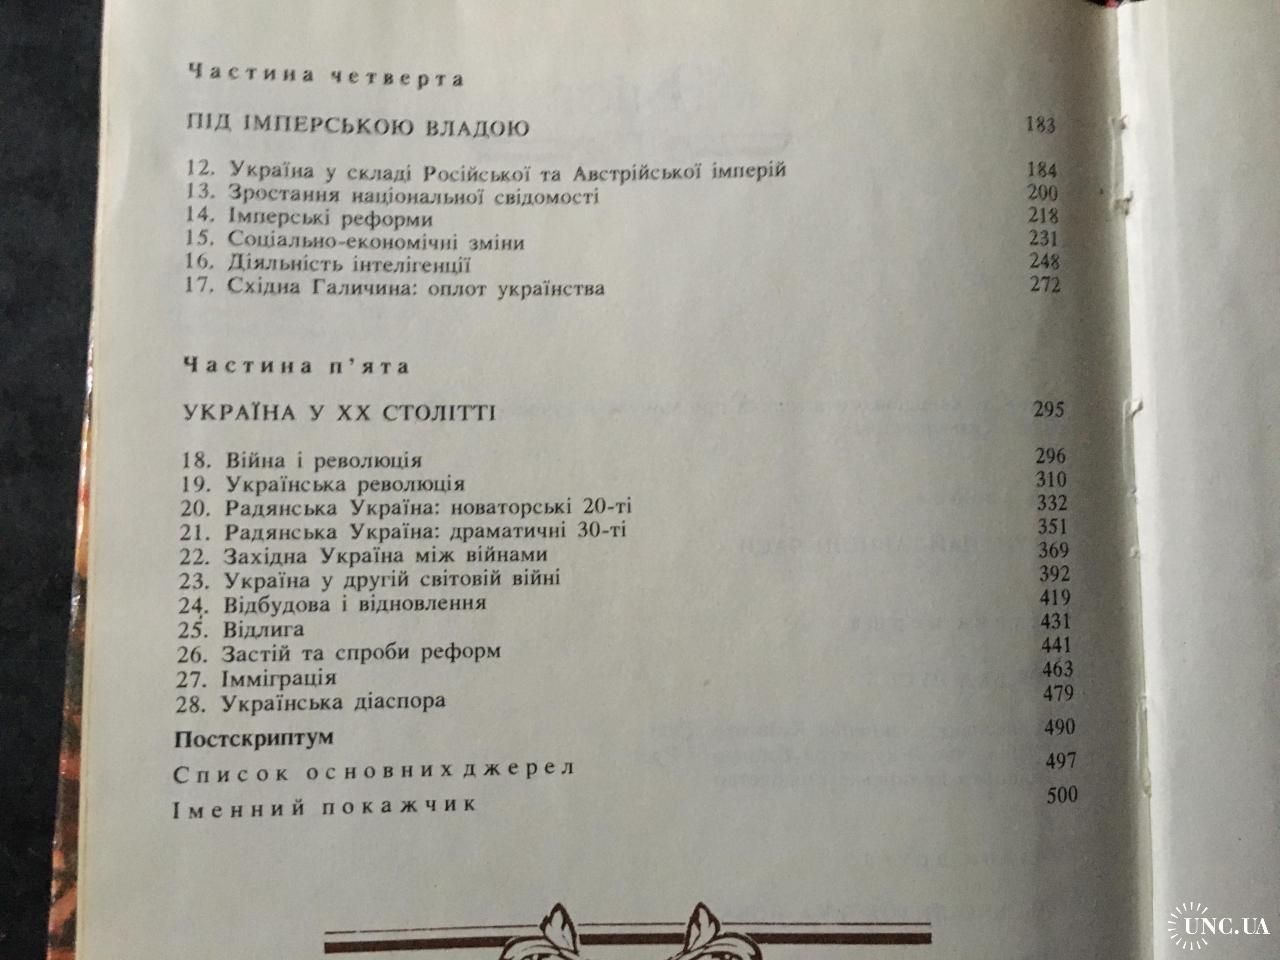 Частина четверта
ПІД ІМПЕРСЬКОЮ ВЛАДОЮ 183
12. Україна у складі Російської та Австрійської імперій 184
13. Зростання національної свідомості 200
14. Імперські реформи 218
15. Соціально-економічні зміни 231
16. Діяльність інтелігенції 248
17. Східна Галичина: оплот українства 272
Частина п'ята
УКРАЇНА У XX СТОЛІТТІ 295
18. Війна і революція 296
19. Українська революція 310
20. Радянська Україна: новаторські 20-ті 332
21. Радянська Україна: драматичні 30-ті 351
22. Західна Україна між війнами 369
23. Україна у другій світовій війні 392
24. Відбудова і відновлення 419
25. Відлига 431
26. Застій та спроби реформ 441
27. Імміграція 463
28. Українська діаспора 479
Постскриптум 490
Список основних джерел 497
Іменний покажчик 500
UNC.UA